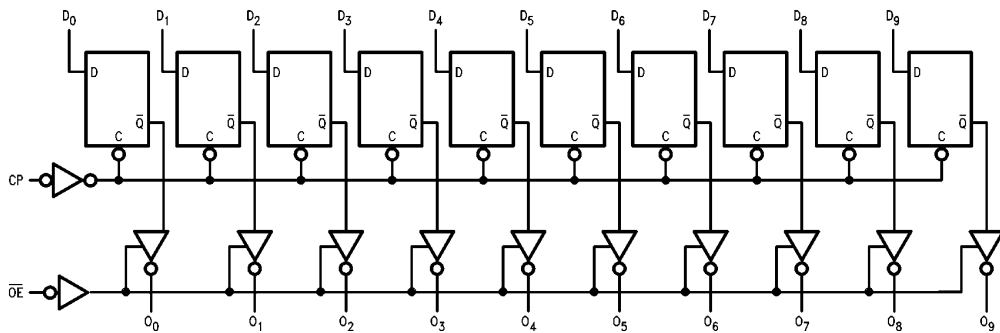 D₀ D₁ D₂ D₃ D₄ D₅ D₆ D₇ D₈ D₉
D D D D D D D D D D
Q̅ Q̅ Q̅ Q̅ Q̅ Q̅ Q̅ Q̅ Q̅ Q̅
C C C C C C C C C C
CP
O̅E̅
O₀ O₁ O₂ O₃ O₄ O₅ O₆ O₇ O₈ O₉